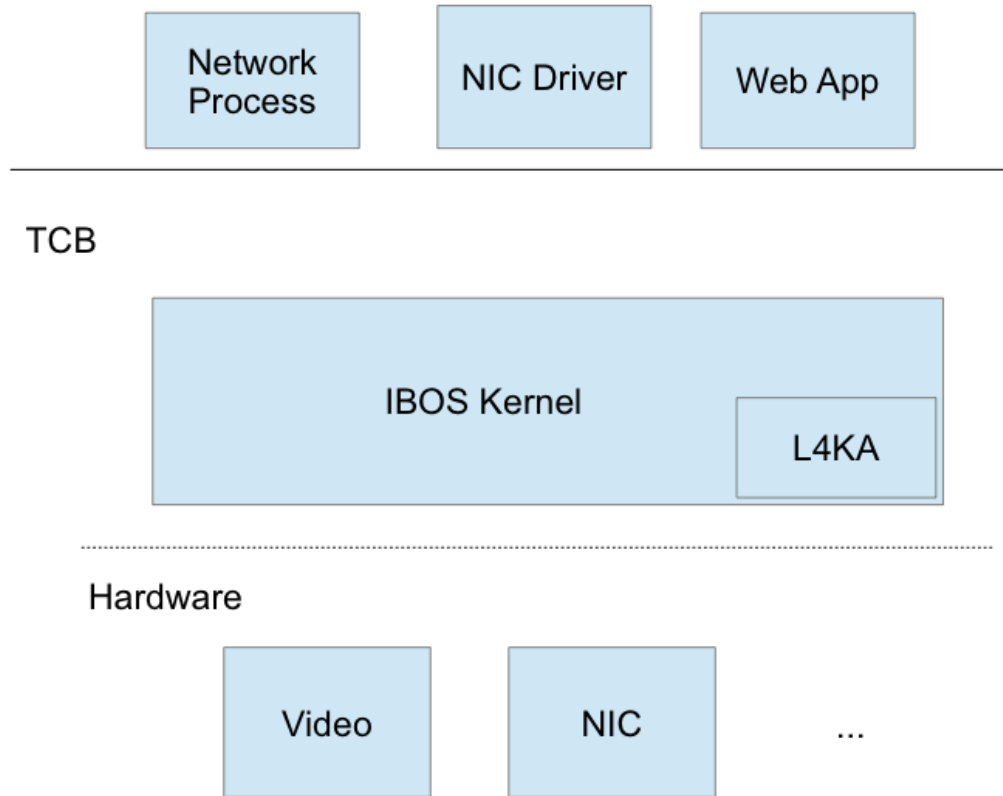 Network
Process
NIC Driver
Web App
TCB
IBOS Kernel
L4KA
Hardware
Video
NIC
...